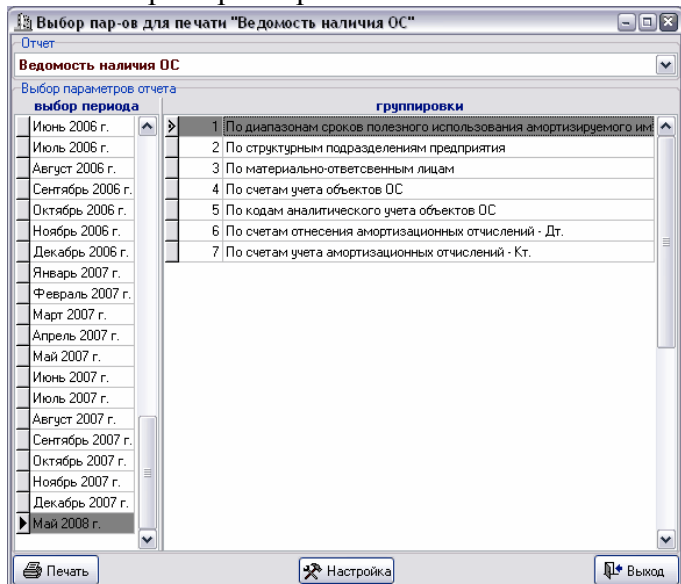 Выбор пар-ов для печати "Ведомость наличия ОС"
Отчет
Ведомость наличия ОС
Выбор параметров отчета
выбор периода
группировки
Июнь 2006 г.
Июль 2006 г.
Август 2006 г.
Сентябрь 2006 г.
Октябрь 2006 г.
Ноябрь 2006 г.
Декабрь 2006 г.
Январь 2007 г.
Февраль 2007 г.
Март 2007 г.
Апрель 2007 г.
Май 2007 г.
Июнь 2007 г.
Июль 2007 г.
Август 2007 г.
Сентябрь 2007 г.
Октябрь 2007 г.
Ноябрь 2007 г.
Декабрь 2007 г.
Май 2008 г.
1 По диапазонам сроков полезного использования амортизируемого им
2 По структурным подразделениям предприятия
3 По материально-ответсвенным лицам
4 По счетам учета объектов ОС
5 По кодам аналитического учета объектов ОС
6 По счетам отнесения амортизационных отчислений - Дт.
7 По счетам учета амортизационных отчислений - Кт.
Печать
Настройка
Выход